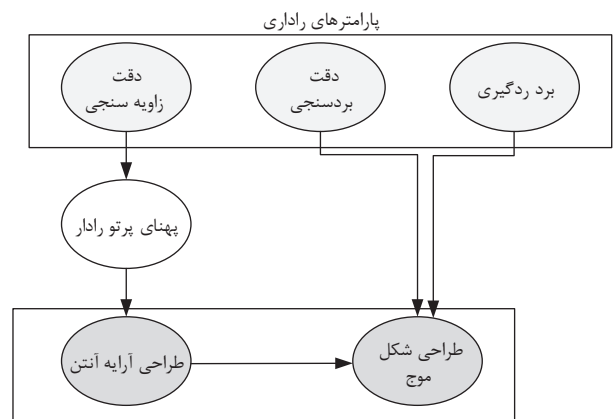 پارامترهای راداری
برد ردگیری
دقت
بردسنجی
دقت
زاویه سنجی
پهنای پرتو رادار
طراحی شکل
موج
طراحی آرایه آنتن